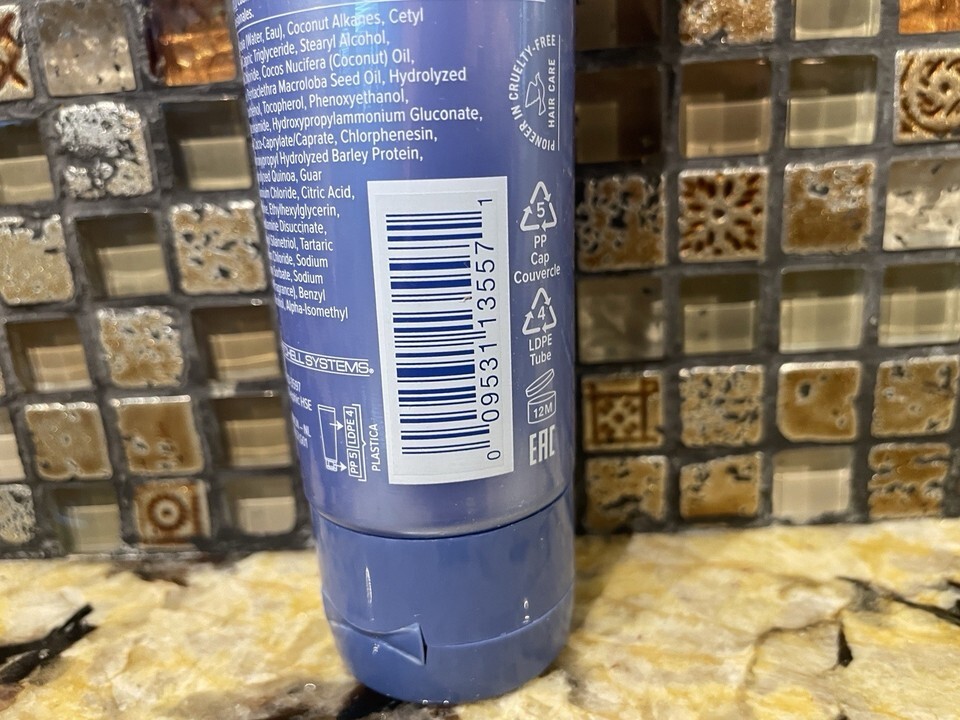 (Water, Eau), Coconut Alkanes, Cetyl
Triglyceride, Stearyl Alcohol,
Cocos Nucifera (Coconut) Oil,
Macroloba Seed Oil, Hydrolyzed
Tocopherol, Phenoxyethanol,
Hydroxypropylammonium Gluconate,
Coco-Caprylate/Caprate, Chlorphenesin,
Hydrolyzed Barley Protein,
Quinoa, Guar
Chloride, Citric Acid,
Ethylhexylglycerin,
Disuccinate,
Silanetriol, Tartaric
Chloride, Sodium
Sodium
Benzyl
Alpha-Isomethyl
SYSTEMS®
PP 5 LDPE 4
PLASTICA
0 09531 13557 1
PIONEER IN CRUELTY-FREE
HAIR CARE
5
PP
Cap
Couvercle
4
LDPE
Tube
12M
EAC